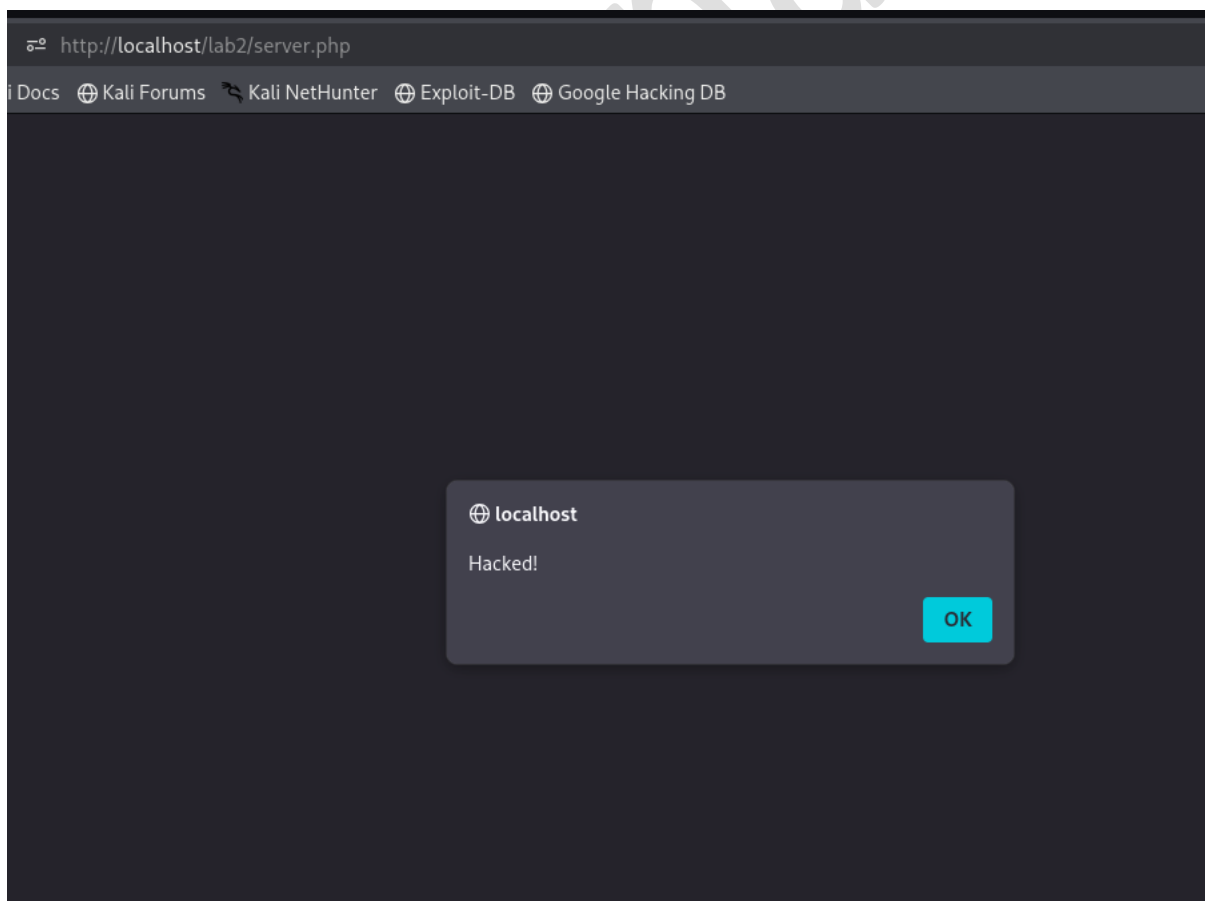 http://localhost/lab2/server.php
i Docs Kali Forums Kali NetHunter Exploit-DB Google Hacking DB
localhost
Hacked!
OK